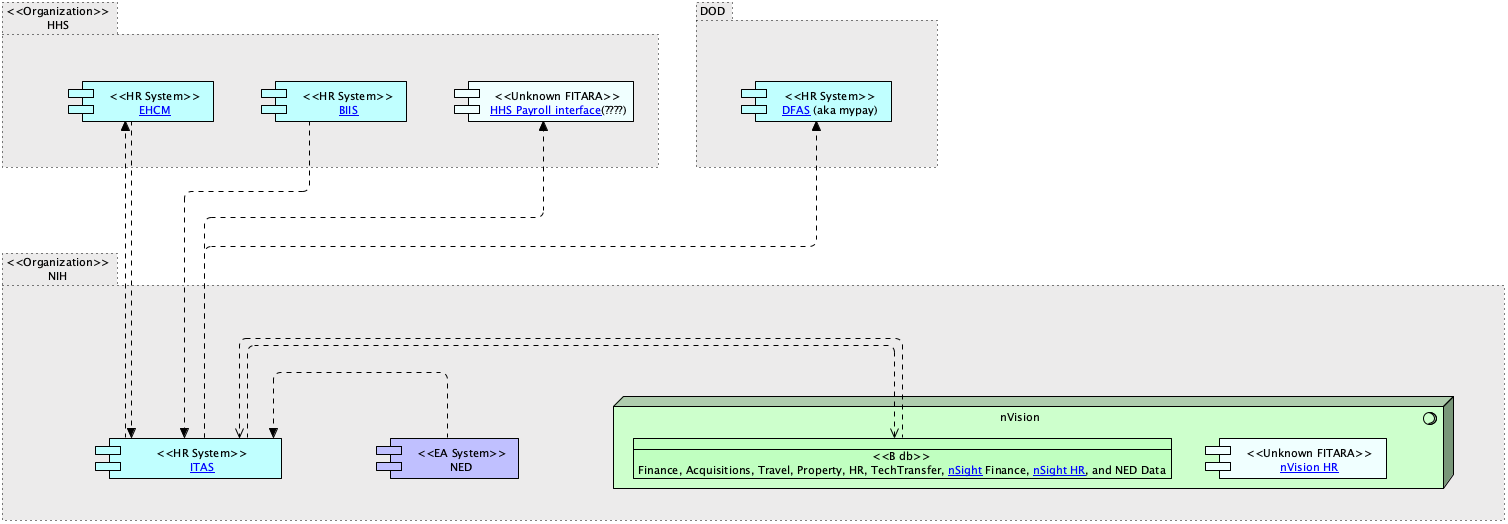 <<Organization>>
HHS
DOD
<<HR System>>
EHCM
<<HR System>>
BIIS
<<Unknown FITARA>>
HHS Payroll interface(????)
<<HR System>>
DFAS (aka mypay)
<<Organization>>
NIH
nVision
<<HR System>>
ITAS
<<EA System>>
NED
<<B db>>
Finance, Acquisitions, Travel, Property, HR, TechTransfer, nSight Finance, nSight HR, and NED Data
<<Unknown FITARA>>
nVision HR